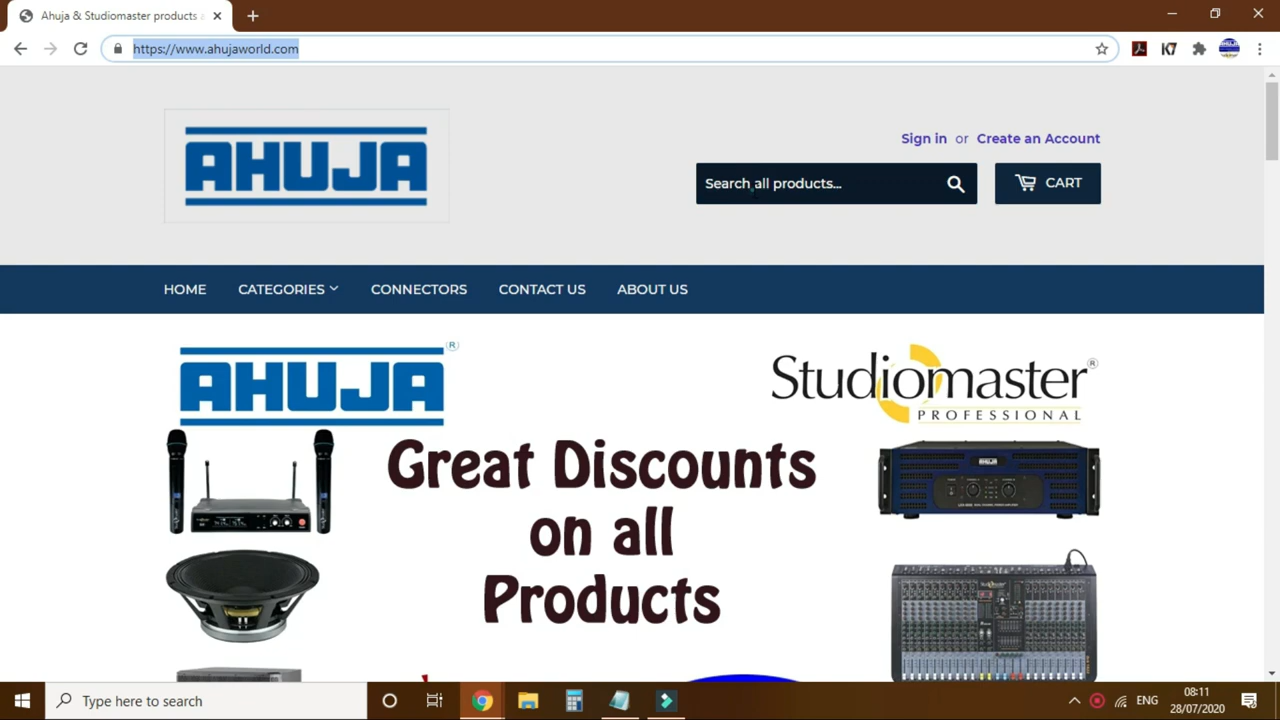 Ahuja & Studiomaster products a
https://www.ahujaworld.com
K7
AHUJA
Sign in or Create an Account
Search all products...
CART
HOME
CATEGORIES
CONNECTORS
CONTACT US
ABOUT US
AHUJA ®
Studiomaster ®
PROFESSIONAL
Great Discounts
on all
Products
AHUJA
Type here to search
ENG
08:11
28/07/2020